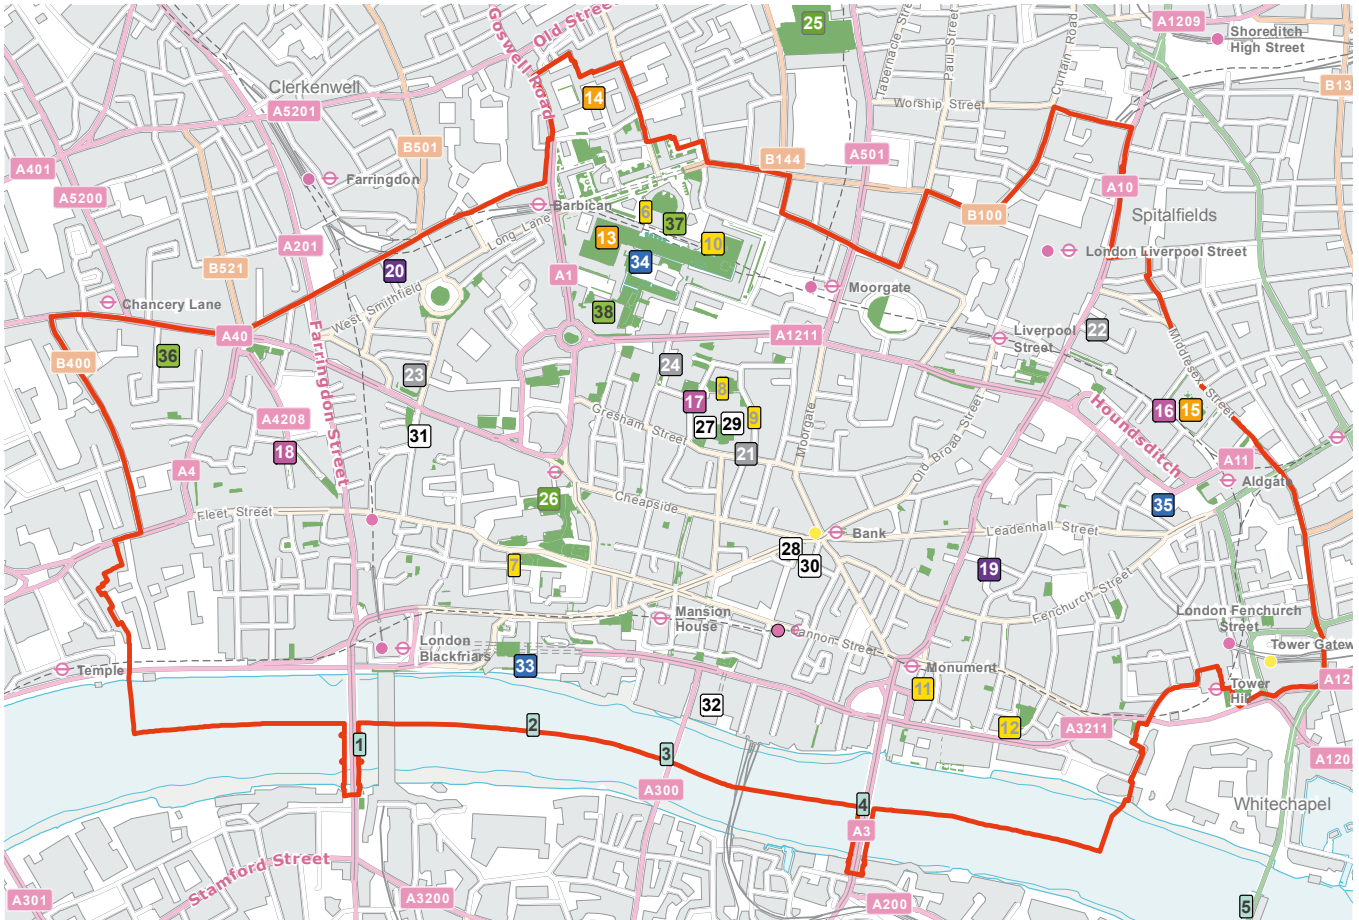 25
A1209
Shoreditch
High Street
Old Street
Goswell Road
Tabernacle Stre
Paul Street
Curtain Road
Clerkenwell
14
Worship Street
B13
A5201
B501
A501
B144
A401
Farringdon
A5200
A10
Barbican
6
37
B100
Spitalfields
Long Lane
13
10
A201
London Liverpool Street
B521
20
34
A1
Moorgate
West Smithfield
Chancery Lane
38
Liverpool
Street
22
A40
A1211
Middlesex Street
36
B400
24
23
8
Farringdon Street
17
Houndsditch
16
15
A4208
Gresham Street
27
29
9
Moorgate
Old Broad Street
31
18
21
A11
A4
Aldgate
26
Cheapside
35
Fleet Street
Bank
Leadenhall Street
28
7
30
19
Fenchurch Street
Mansion
House
London Fenchurch
Street
Cannon Street
London
Blackfriars
Tower Gatew
33
Temple
Monument
Tower
Hill
A12
11
32
12
A3211
2
1
3
A120
A300
4
Whitechapel
A3
Stamford Street
A301
A3200
A200
5